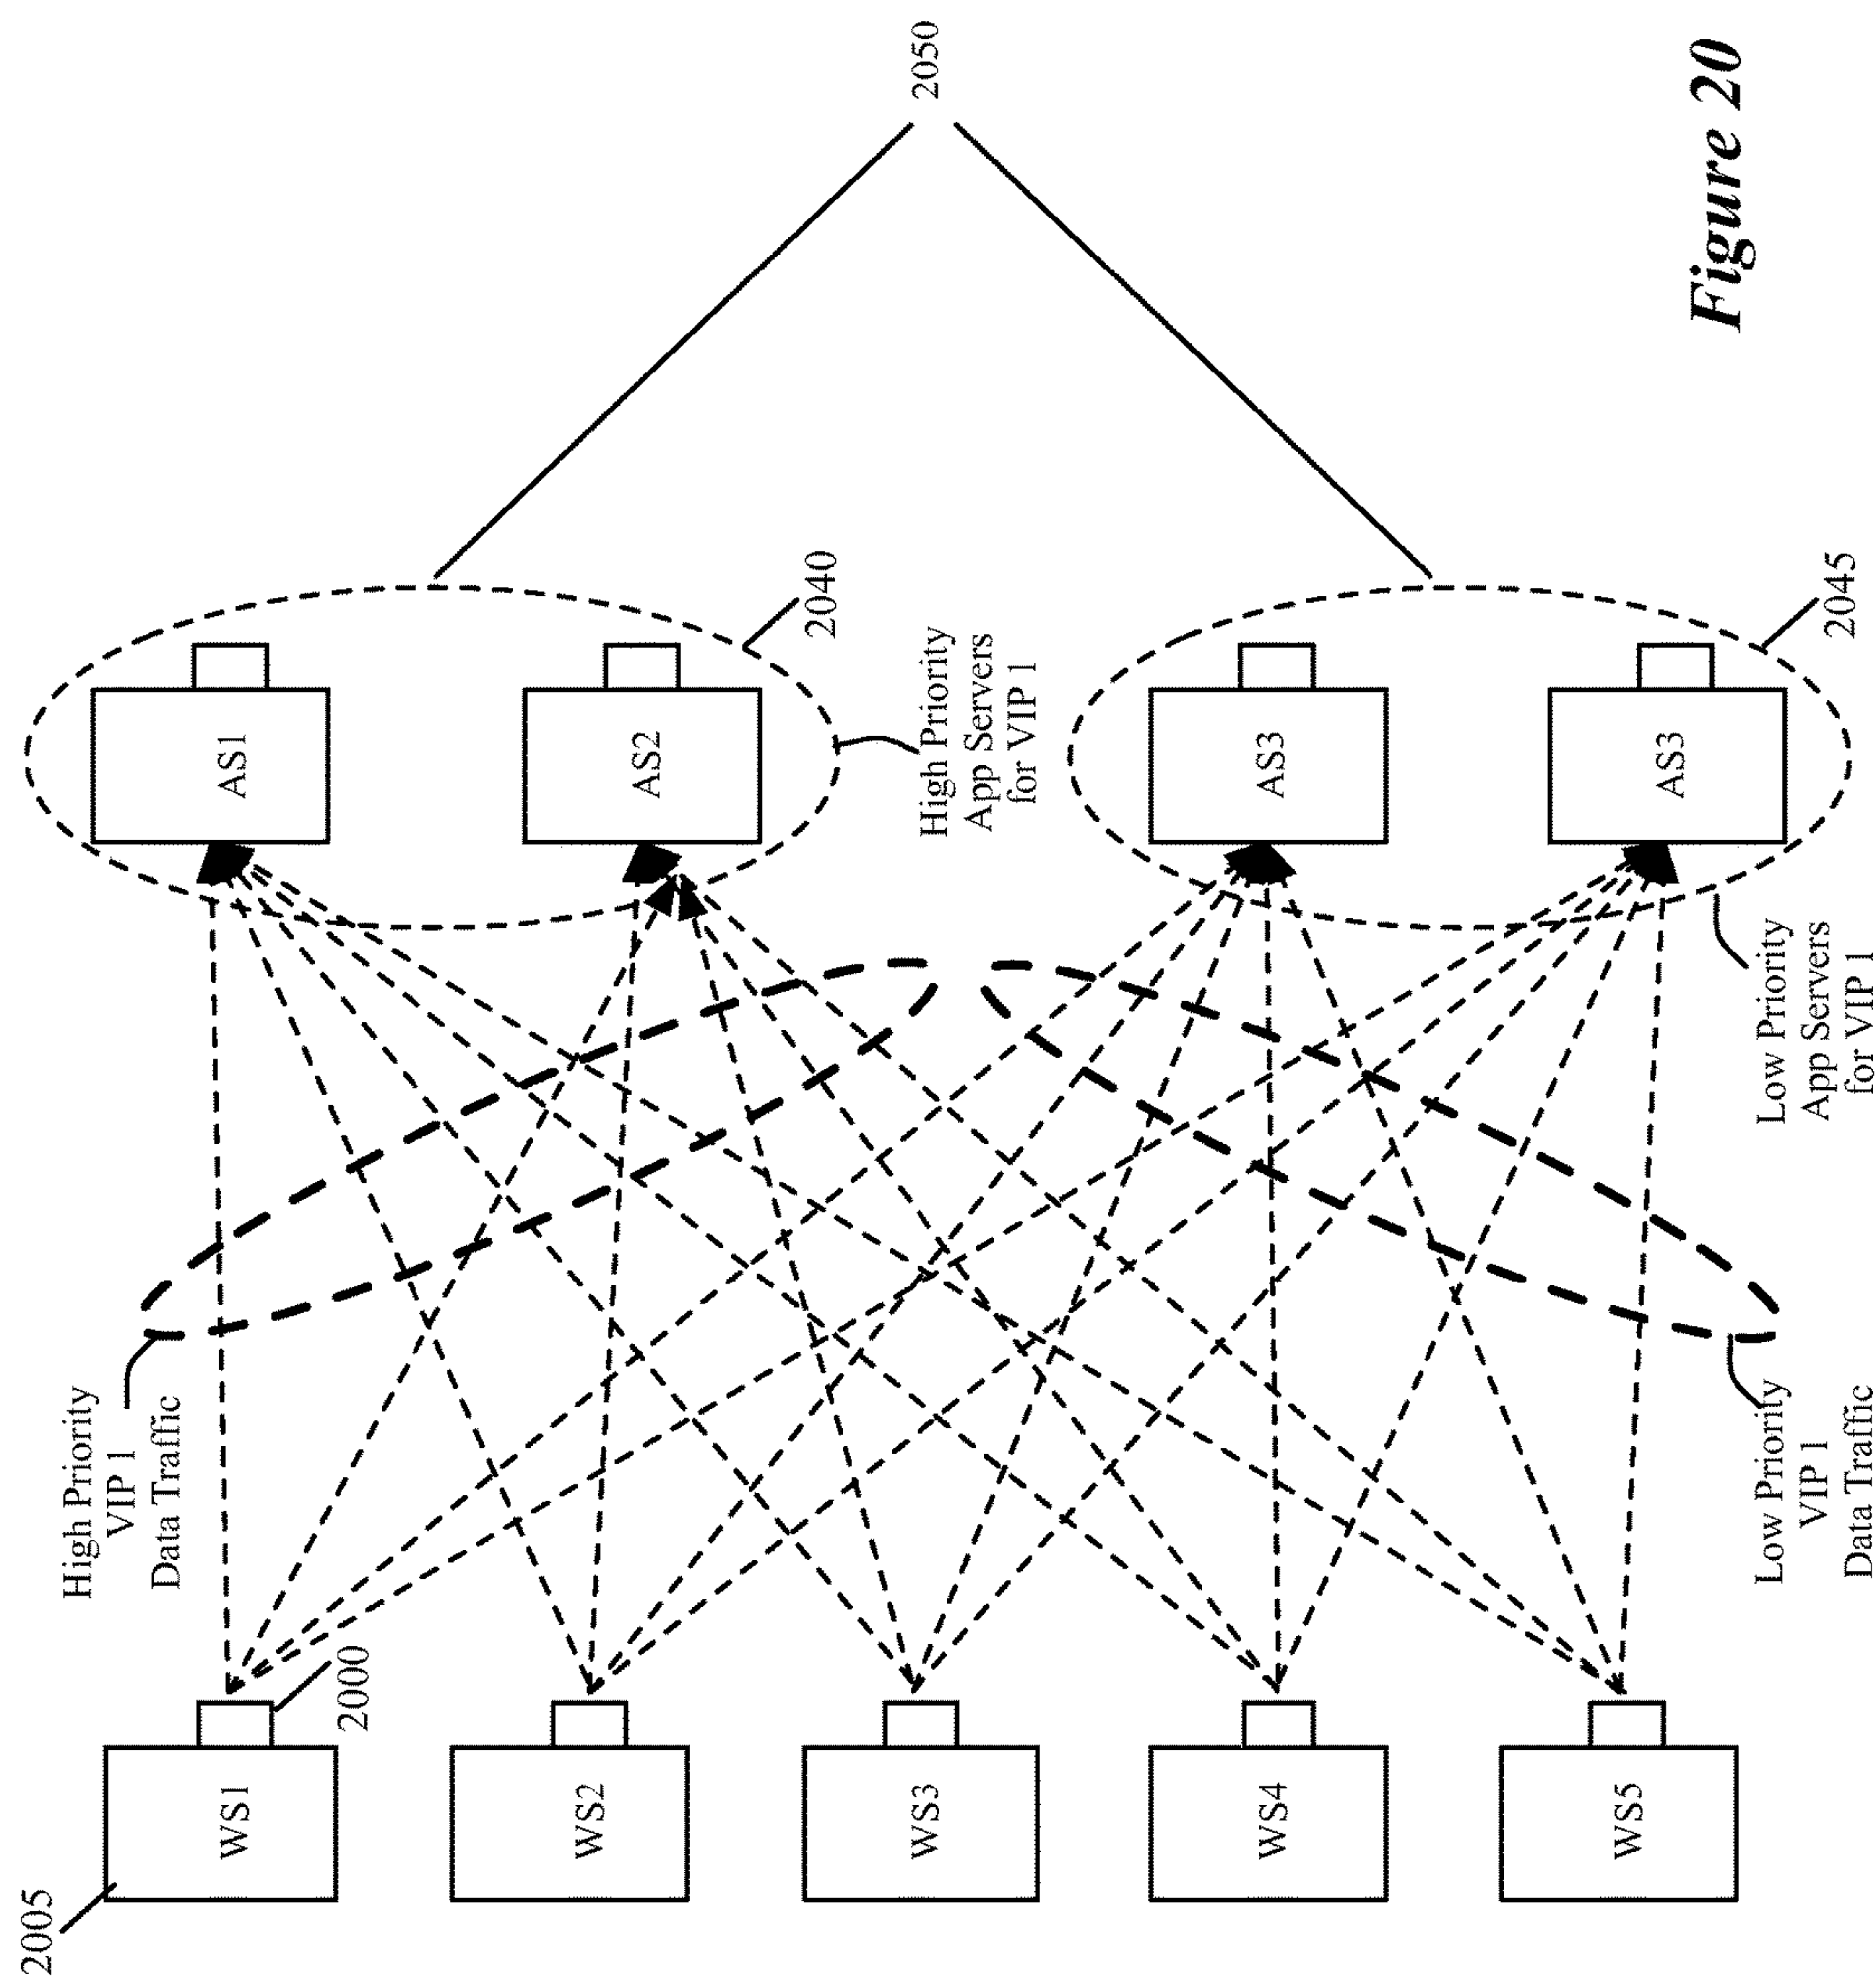 2005
WS1
WS2
WS3
WS4
WS5
2000
High Priority
VIP 1
Data Traffic
Low Priority
VIP 1
Data Traffic
AS1
AS2
AS3
AS3
High Priority
App Servers
for VIP 1
Low Priority
App Servers
for VIP 1
2040
2045
2050
Figure 20